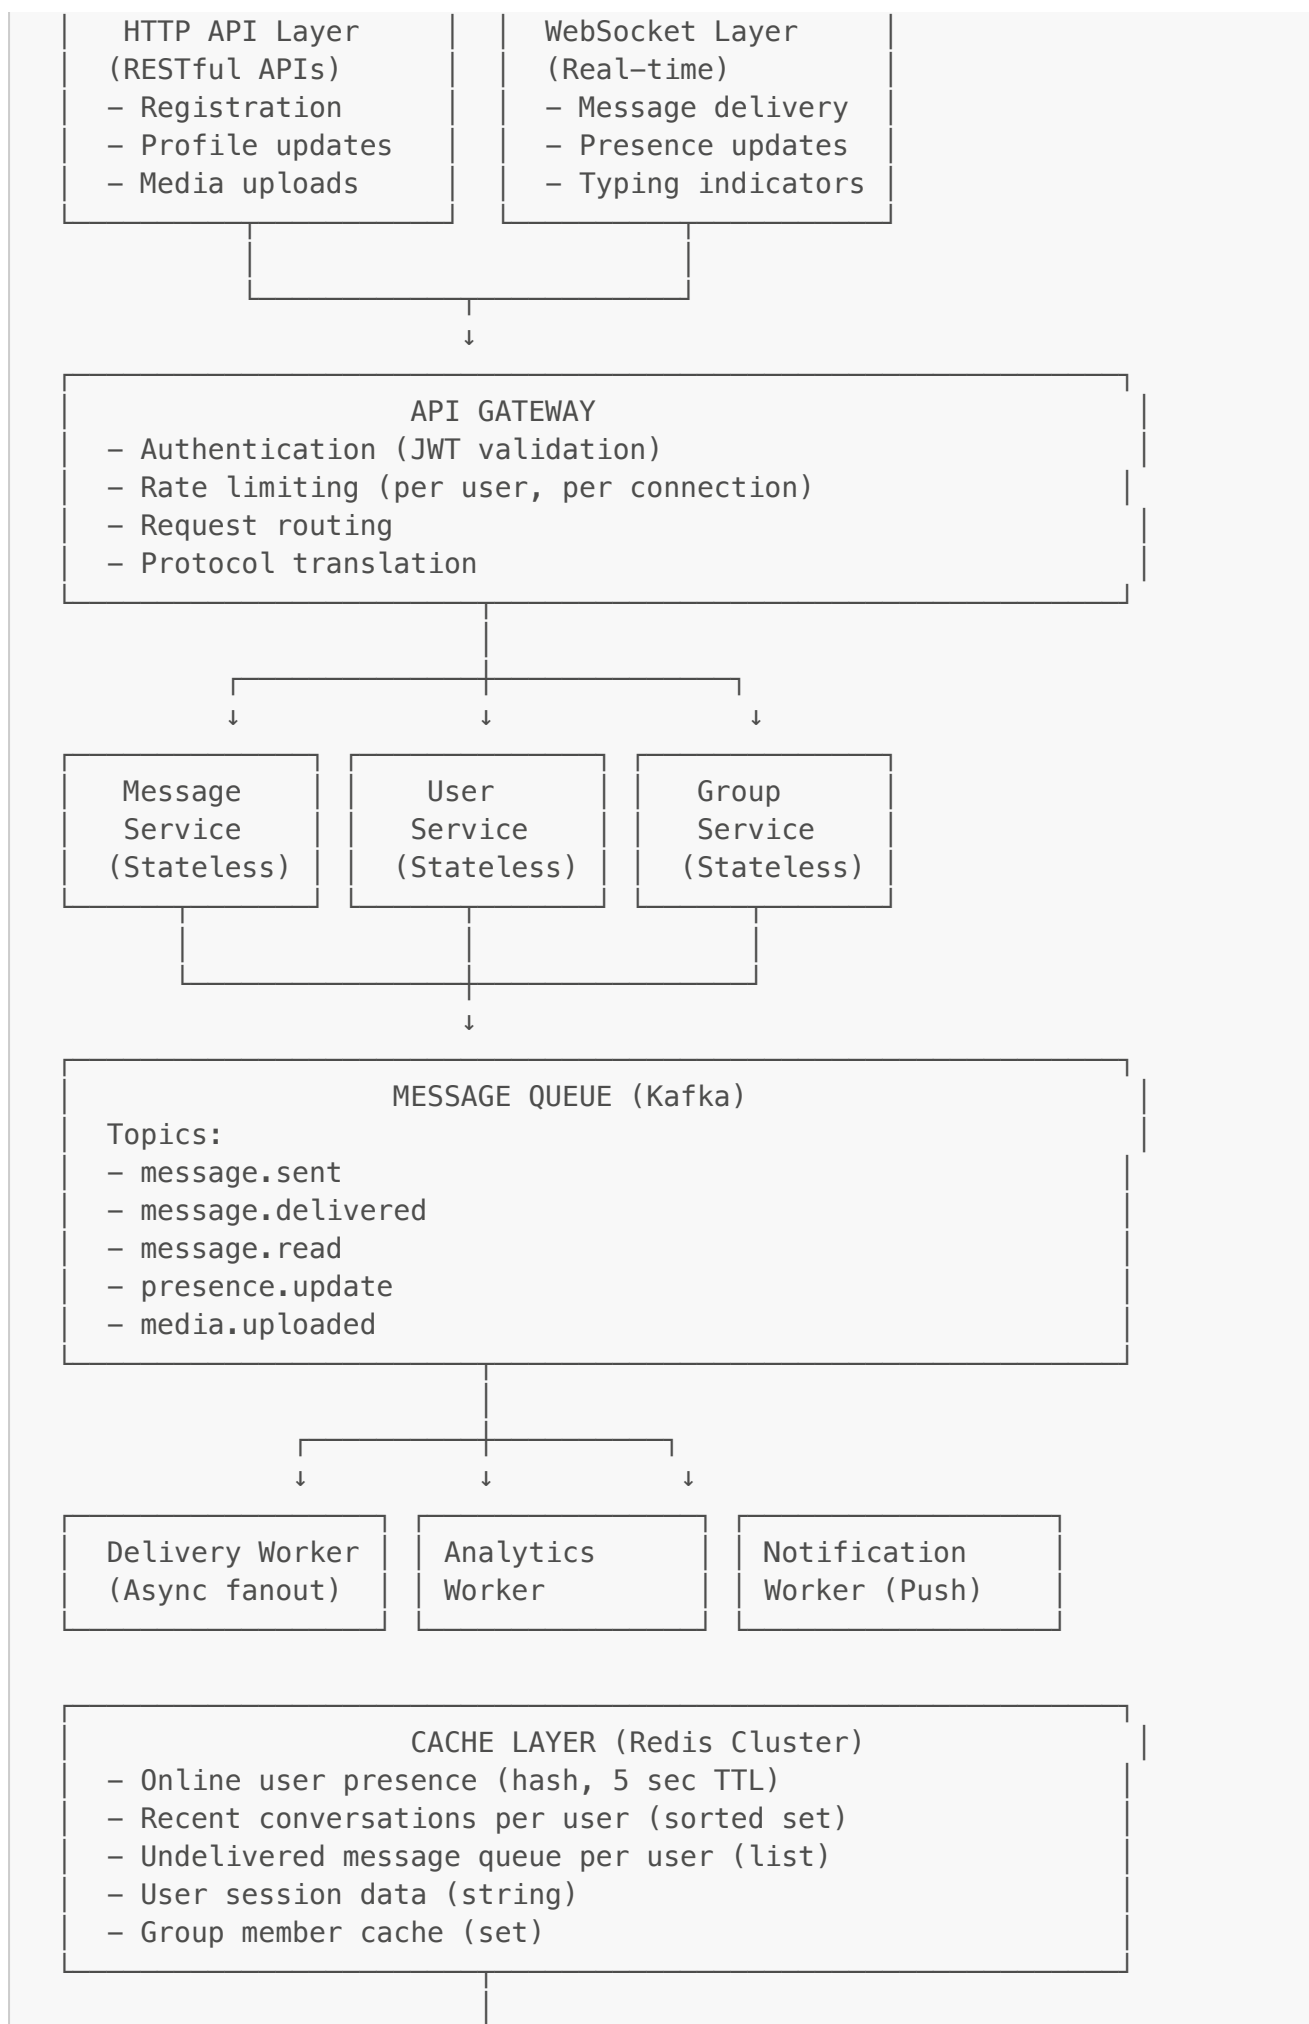 HTTP API Layer
(RESTful APIs)
– Registration
– Profile updates
– Media uploads
WebSocket Layer
(Real–time)
– Message delivery
– Presence updates
– Typing indicators
↓
API GATEWAY
– Authentication (JWT validation)
– Rate limiting (per user, per connection)
– Request routing
– Protocol translation
↓ ↓ ↓
Message
Service
(Stateless)
User
Service
(Stateless)
Group
Service
(Stateless)
↓
MESSAGE QUEUE (Kafka)
Topics:
– message.sent
– message.delivered
– message.read
– presence.update
– media.uploaded
↓ ↓ ↓
Delivery Worker
(Async fanout)
Analytics
Worker
Notification
Worker (Push)
CACHE LAYER (Redis Cluster)
– Online user presence (hash, 5 sec TTL)
– Recent conversations per user (sorted set)
– Undelivered message queue per user (list)
– User session data (string)
– Group member cache (set)